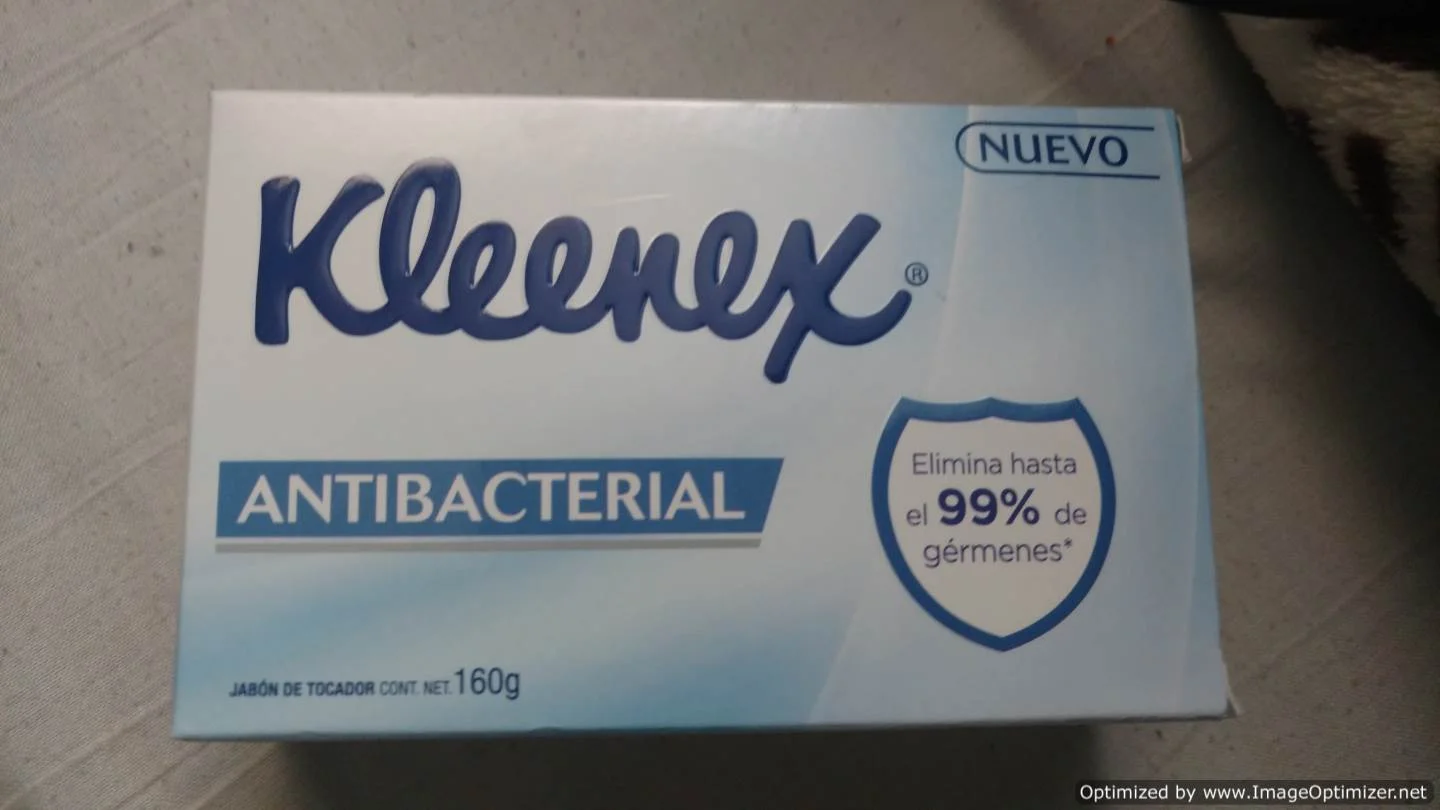 NUEVO
Kleenex®
ANTIBACTERIAL
Elimina hasta
el 99% de
gérmenes*
JABÓN DE TOCADOR CONT. NET. 160g
Optimized by www.ImageOptimizer.net